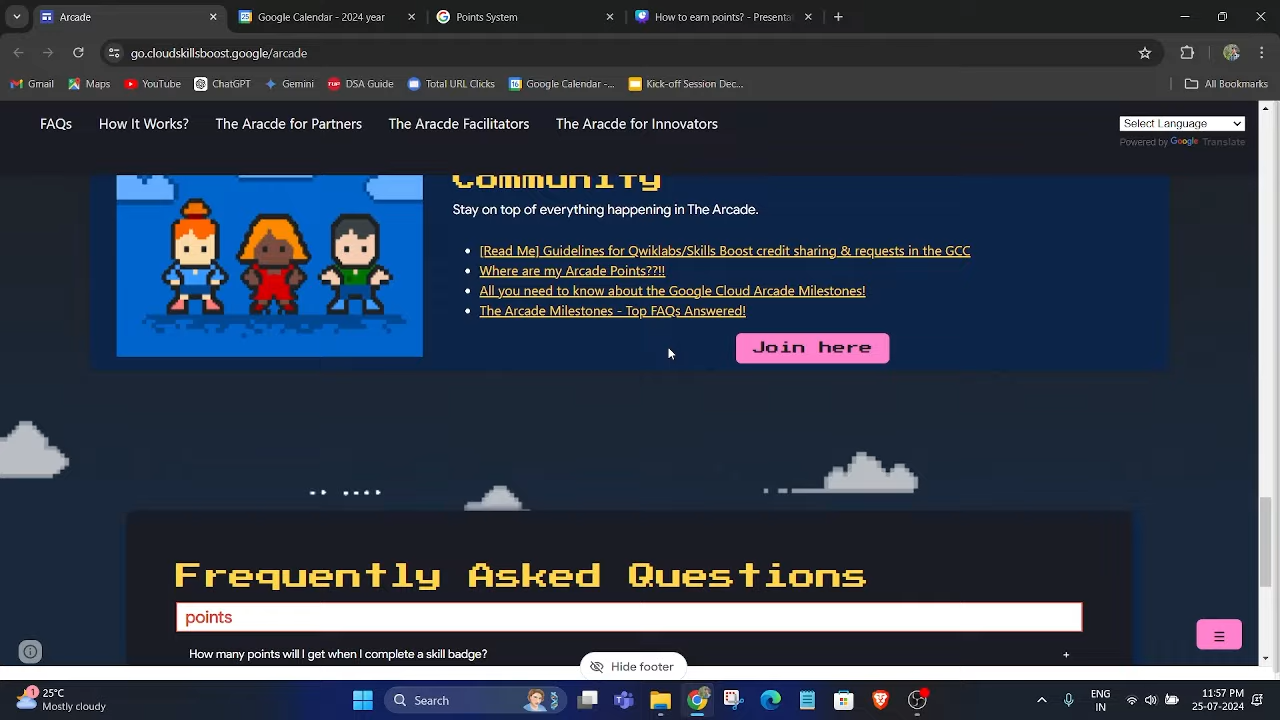 Arcade
Google Calendar - 2024 year
Points System
How to earn points? - Presenta
go.cloudskillsboost.google/arcade
Gmail
Maps
YouTube
ChatGPT
Gemini
DSA Guide
Total URL Clicks
Google Calendar -...
Kick-off Session Dec...
All Bookmarks
FAQs
How It Works?
The Aracde for Partners
The Aracde Facilitators
The Aracde for Innovators
Select Language
Powered by Google Translate
Community
Stay on top of everything happening in The Arcade.
[Read Me] Guidelines for Qwiklabs/Skills Boost credit sharing & requests in the GCC
Where are my Arcade Points??!!
All you need to know about the Google Cloud Arcade Milestones!
The Arcade Milestones - Top FAQs Answered!
Join here
Frequently Asked Questions
points
How many points will I get when I complete a skill badge?
+
Hide footer
1
25°C
Mostly cloudy
Search
ENG
IN
11:57 PM
25-07-2024